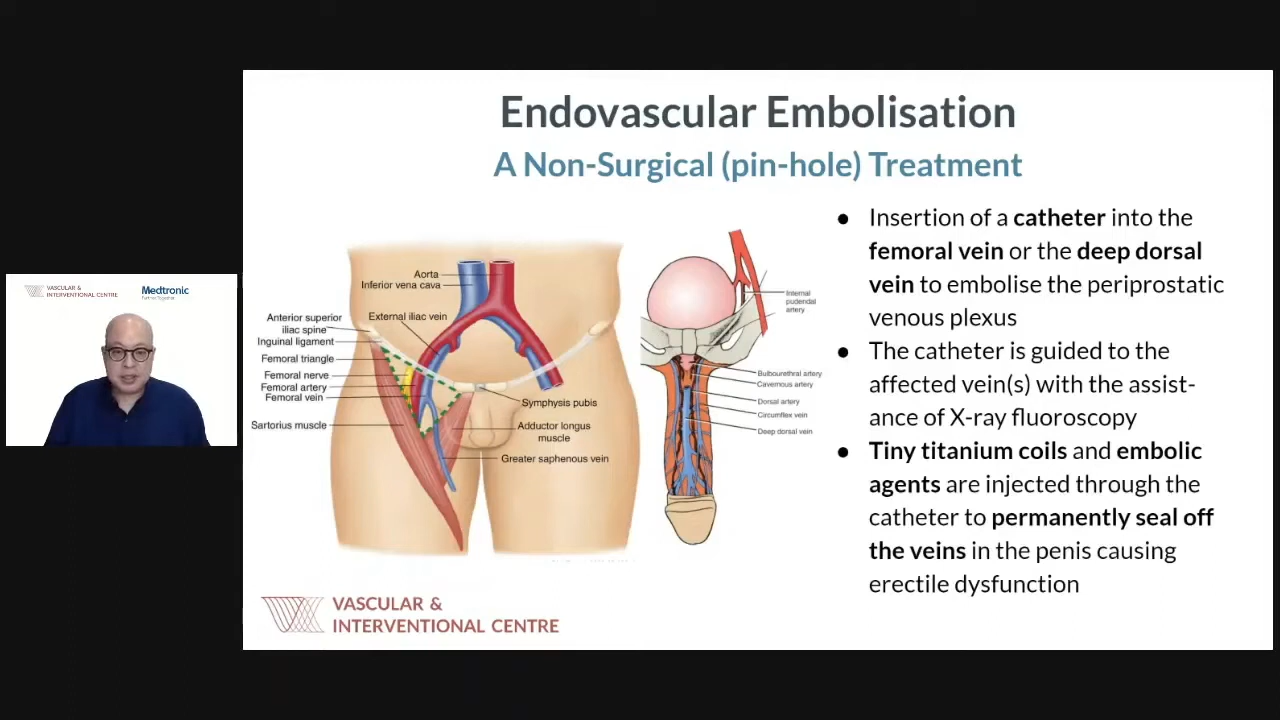 Endovascular Embolisation
A Non-Surgical (pin-hole) Treatment
VASCULAR &
INTERVENTIONAL CENTRE
Medtronic
Aorta
Inferior vena cava
External iliac vein
Anterior superior
iliac spine
Inguinal ligament
Femoral triangle
Femoral nerve
Femoral artery
Femoral vein
Sartorius muscle
Symphysis pubis
Adductor longus
muscle
Greater saphenous vein
Internal
pudendal
artery
Bulbourethral artery
Cavernous artery
Dorsal artery
Circumflex vein
Deep dorsal vein
● Insertion of a catheter into the
femoral vein or the deep dorsal
vein to embolise the periprostatic
venous plexus
● The catheter is guided to the
affected vein(s) with the assist-
ance of X-ray fluoroscopy
● Tiny titanium coils and embolic
agents are injected through the
catheter to permanently seal off
the veins in the penis causing
erectile dysfunction
VASCULAR &
INTERVENTIONAL CENTRE